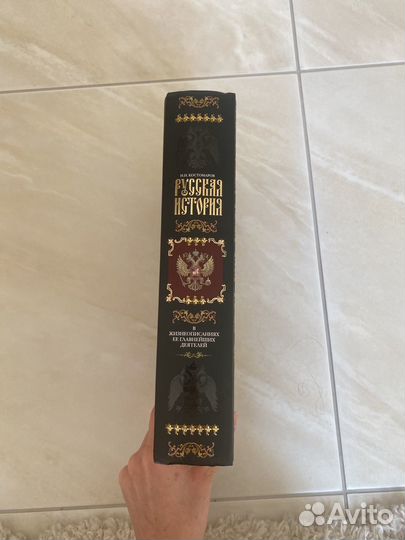 Н.И. КОСТОМАРОВ
РУССКАЯ
ИСТОРИЯ
В
ЖИЗНЕОПИСАНИЯХ
ЕЕ ГЛАВНЕЙШИХ
ДЕЯТЕЛЕЙ
Avito